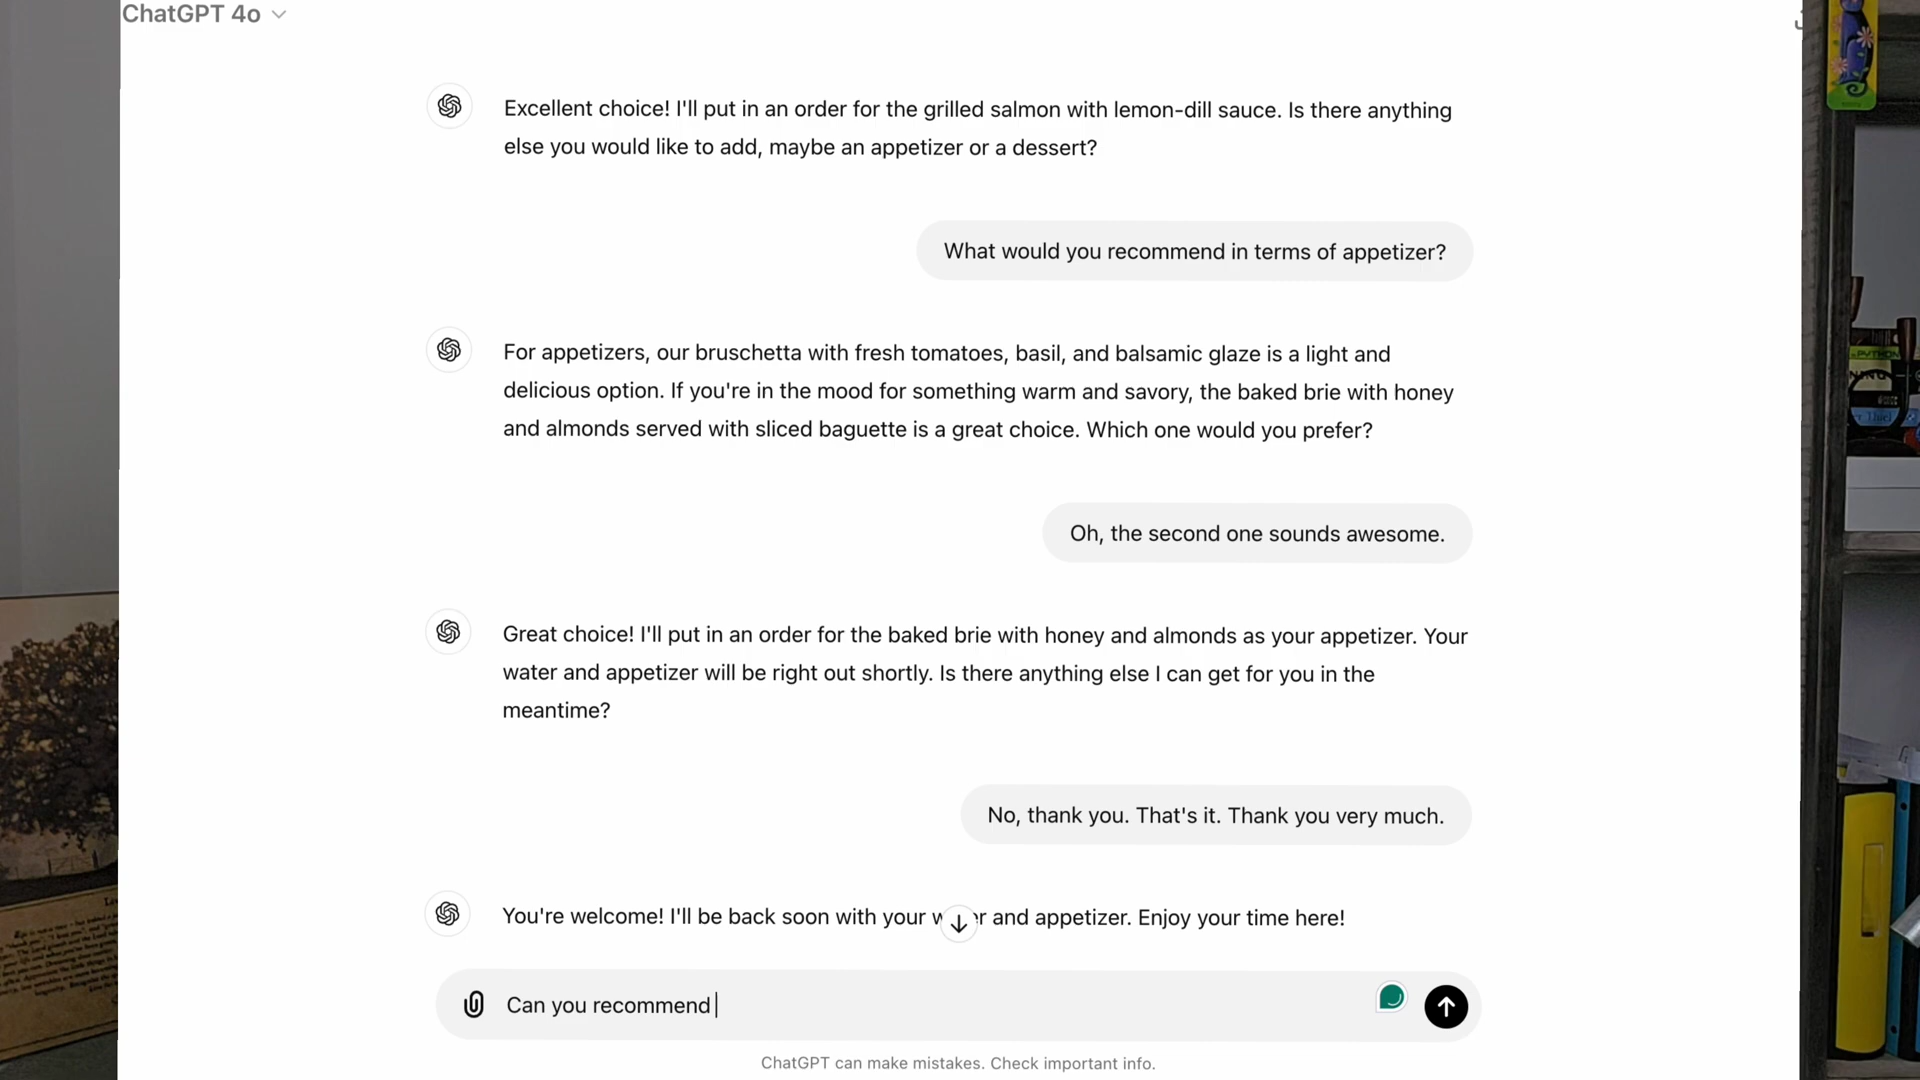 ChatGPT 4o
Excellent choice! I'll put in an order for the grilled salmon with lemon-dill sauce. Is there anything
else you would like to add, maybe an appetizer or a dessert?
What would you recommend in terms of appetizer?
For appetizers, our bruschetta with fresh tomatoes, basil, and balsamic glaze is a light and
delicious option. If you're in the mood for something warm and savory, the baked brie with honey
and almonds served with sliced baguette is a great choice. Which one would you prefer?
Oh, the second one sounds awesome.
Great choice! I'll put in an order for the baked brie with honey and almonds as your appetizer. Your
water and appetizer will be right out shortly. Is there anything else I can get for you in the
meantime?
No, thank you. That's it. Thank you very much.
You're welcome! I'll be back soon with your w r and appetizer. Enjoy your time here!
Can you recommend
ChatGPT can make mistakes. Check important info.
PYTHON